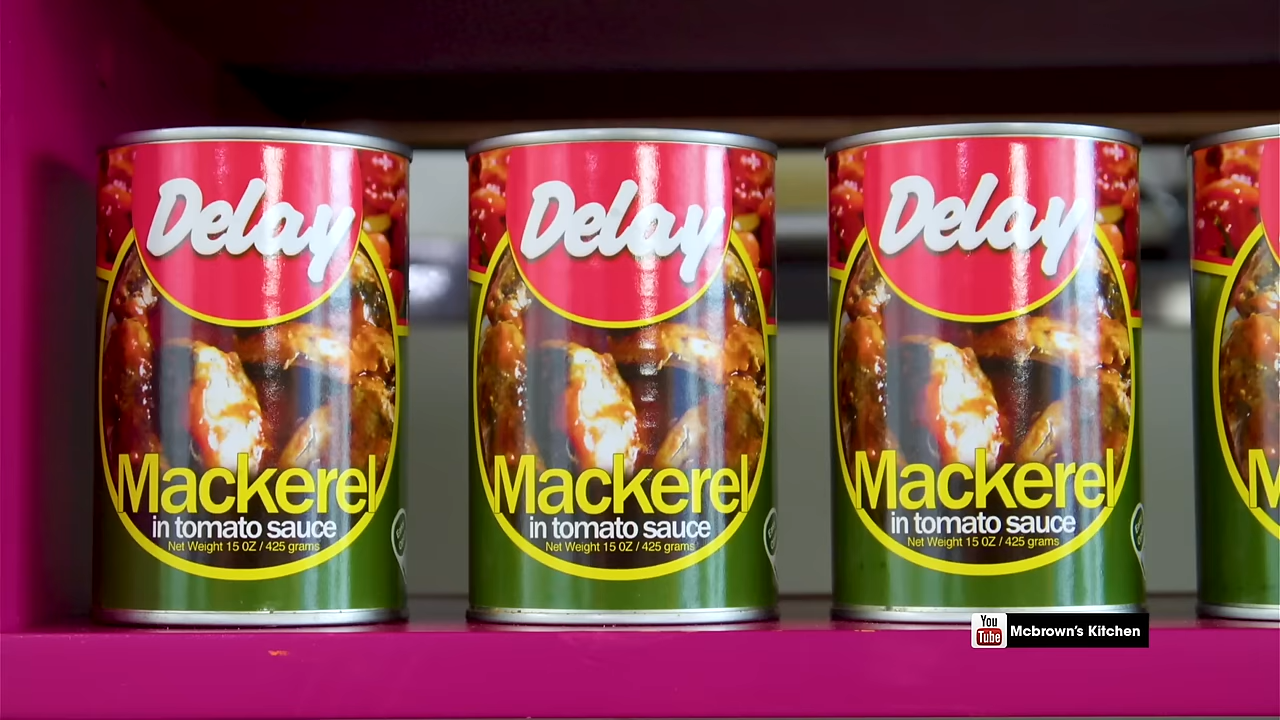 Delay
Mackerel
in tomato sauce
Net Weight 15 OZ / 425 grams
Delay
Mackerel
in tomato sauce
Net Weight 15 OZ / 425 grams
Delay
Mackerel
in tomato sauce
Net Weight 15 OZ / 425 grams
M
You
Tube
Mcbrown's Kitchen